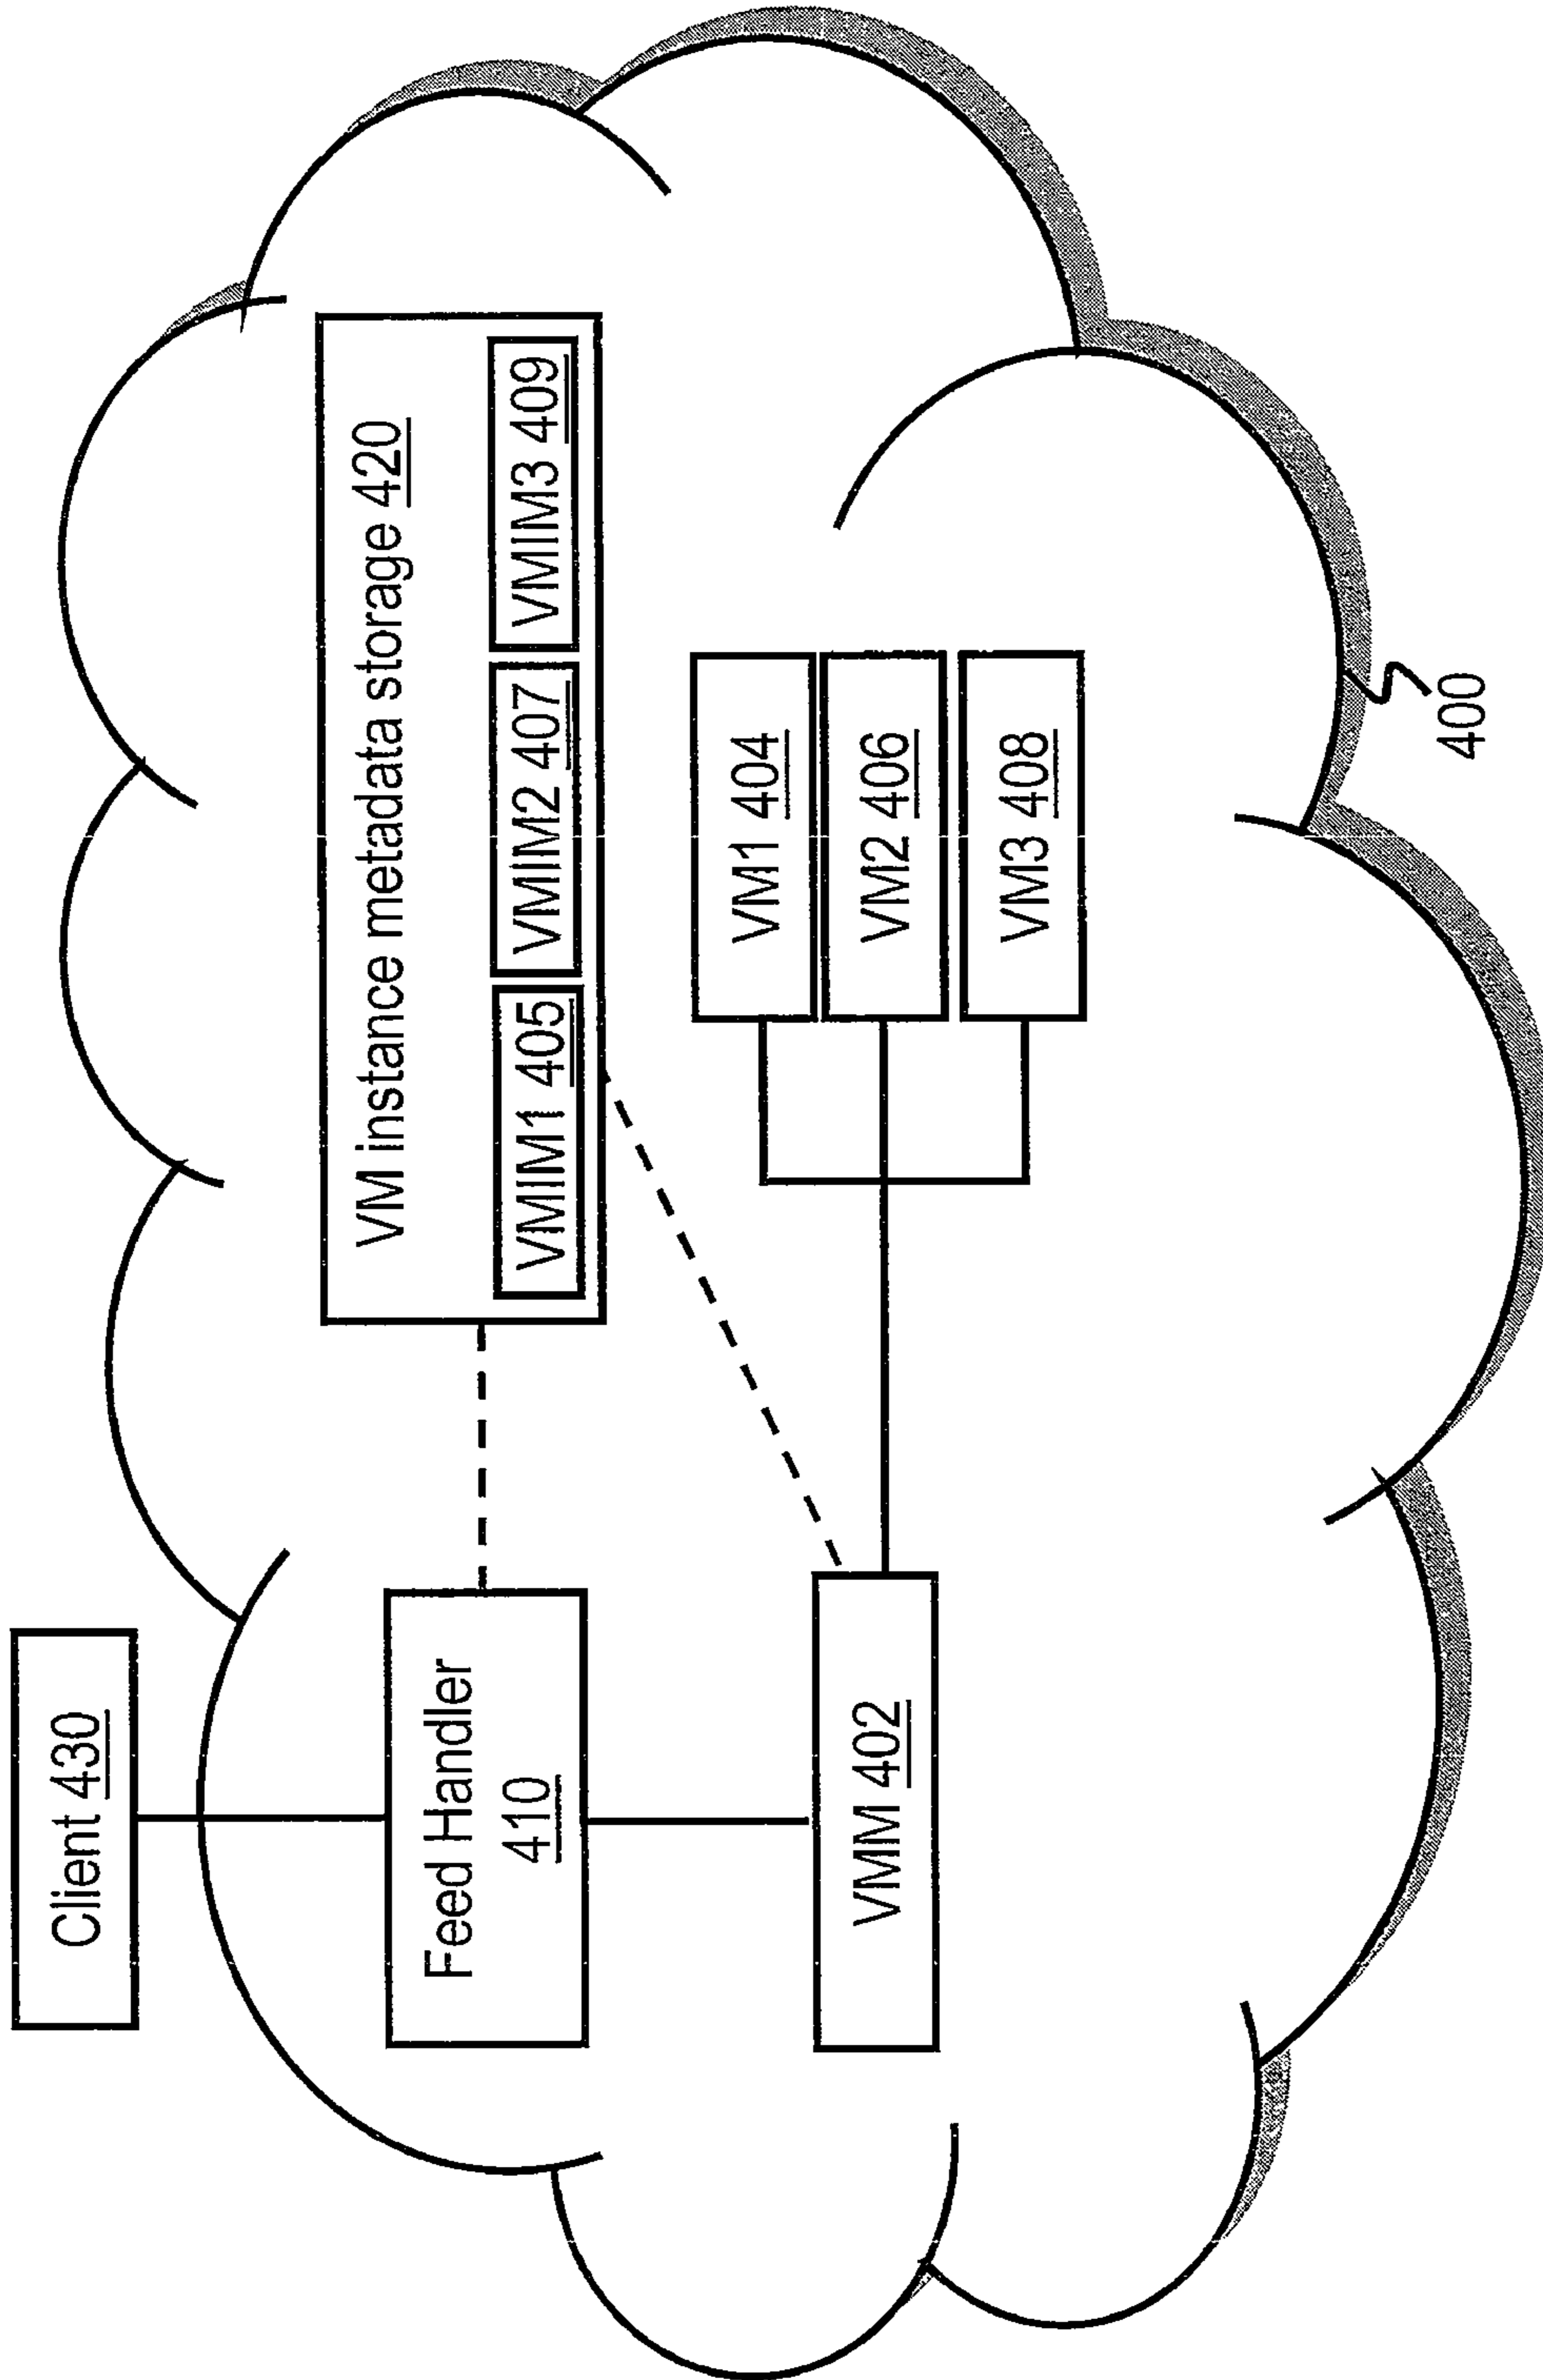 Client 430
Feed Handler
410
VM instance metadata storage 420
VMIM1 405
VMIM2 407
VMIM3 409
VMM 402
VM1 404
VM2 406
VM3 408
400